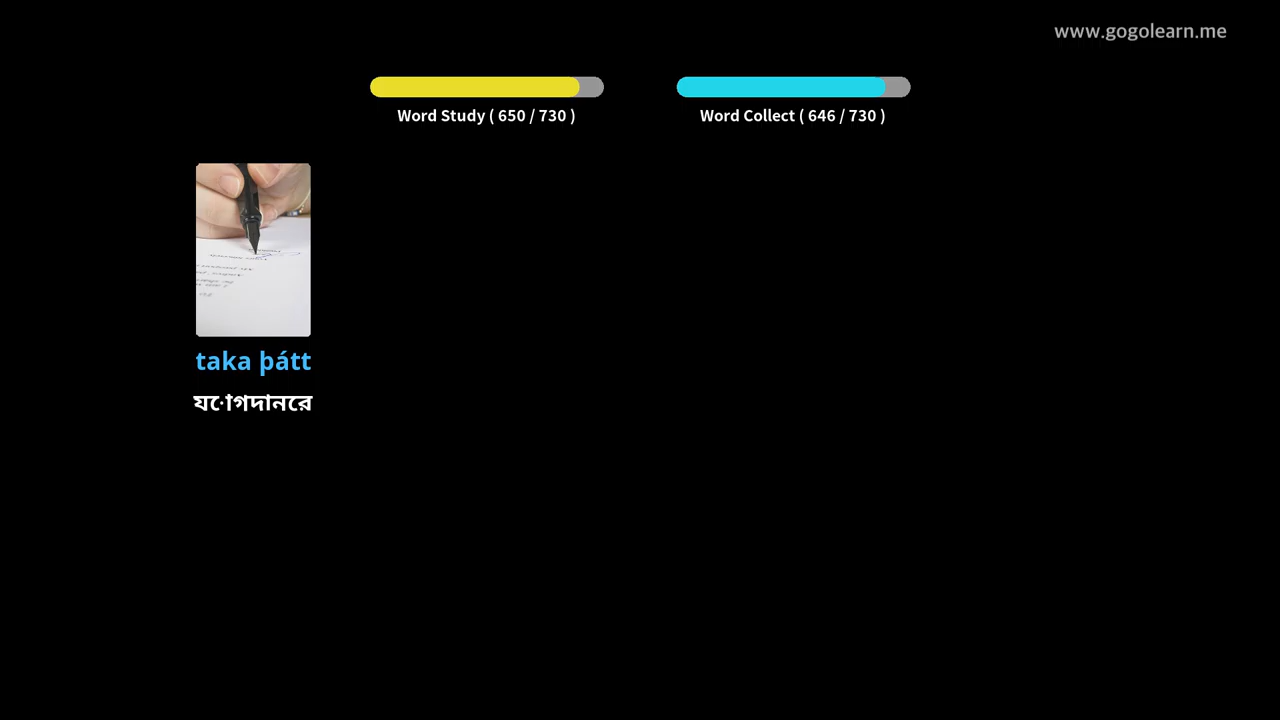 www.gogolearn.me
Word Study ( 650 / 730 )
Word Collect ( 646 / 730 )
taka þátt
যোগদানরে